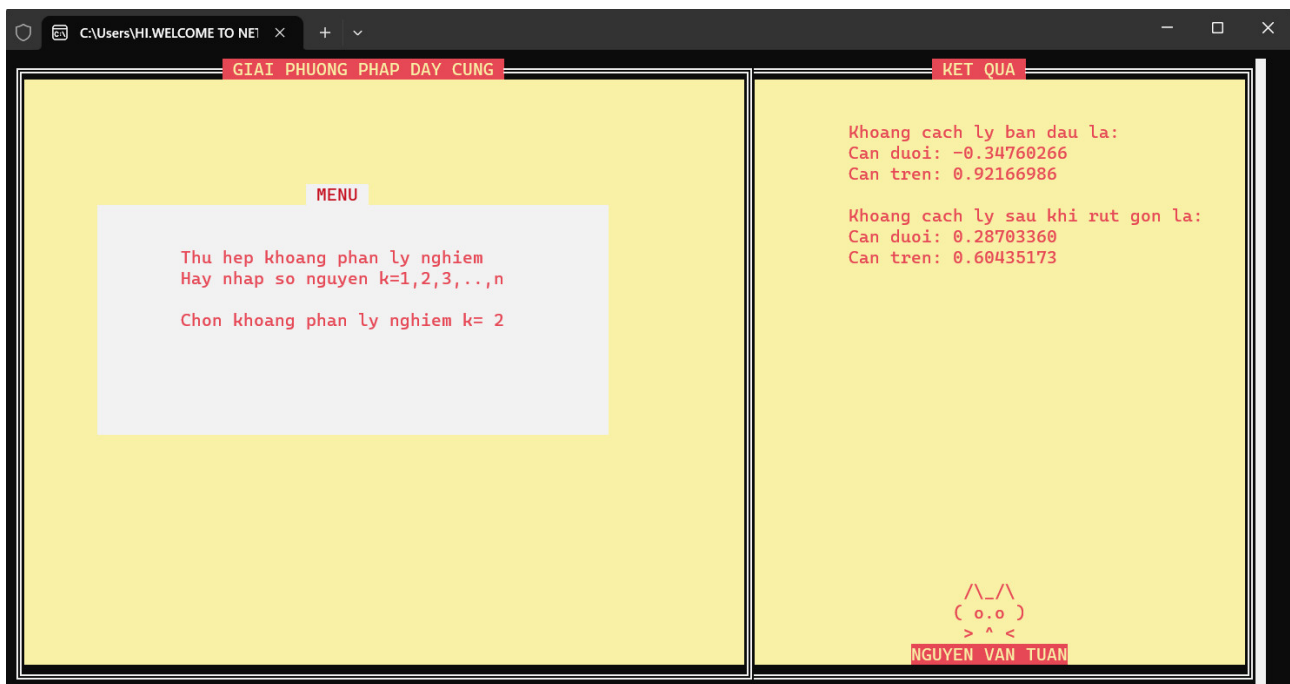 C:\Users\HI.WELCOME TO NET
GIAI PHUONG PHAP DAY CUNG
MENU
Thu hep khoang phan ly nghiem
Hay nhap so nguyen k=1,2,3,..,n
Chon khoang phan ly nghiem k= 2
KET QUA
Khoang cach ly ban dau la:
Can duoi: -0.34760266
Can tren: 0.92166986
Khoang cach ly sau khi rut gon la:
Can duoi: 0.28703360
Can tren: 0.60435173
/\_/\
( o.o )
> ^ <
NGUYEN VAN TUAN